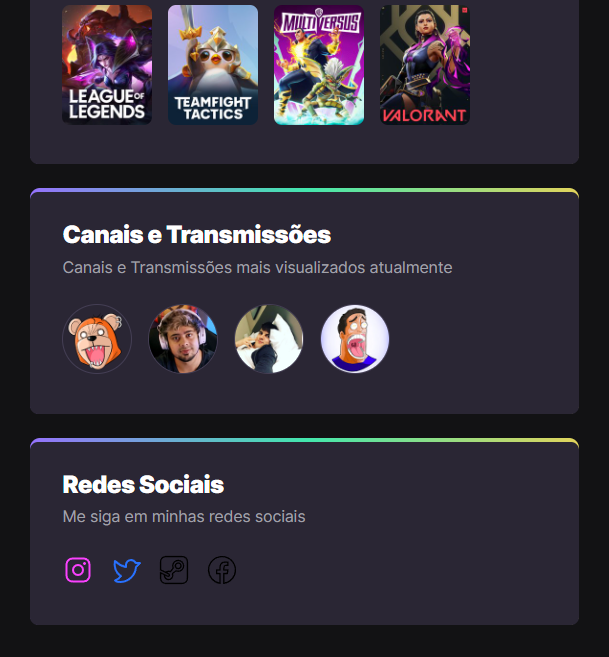 LEAGUE OF
LEGENDS
TEAMFIGHT
TACTICS
MULTIVERSUS
VALORANT
Canais e Transmissões
Canais e Transmissões mais visualizados atualmente
Redes Sociais
Me siga em minhas redes sociais